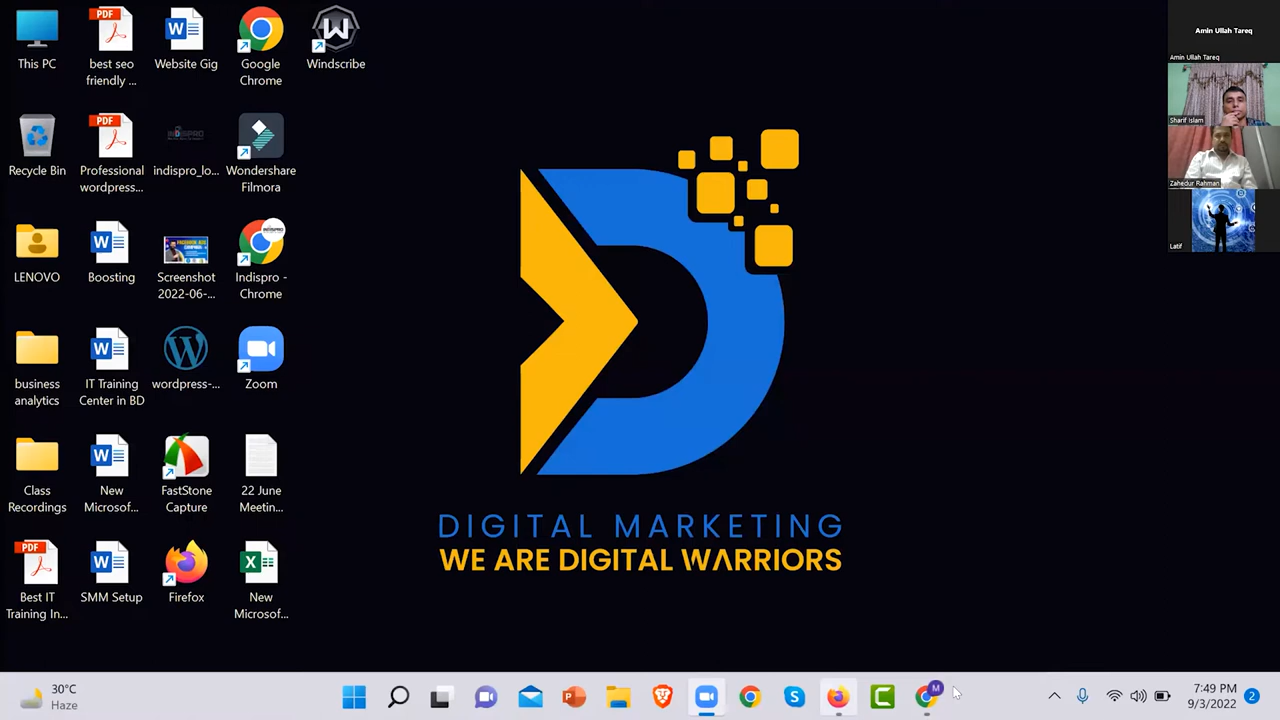 This PC
best seo
friendly ...
Website Gig
Google
Chrome
Windscribe
Recycle Bin
Professional
wordpress...
indispro_lo...
Wondershare
Filmora
LENOVO
Boosting
Screenshot
2022-06-...
Indispro -
Chrome
business
analytics
IT Training
Center in BD
wordpress-...
Zoom
Class
Recordings
New
Microsof...
FastStone
Capture
22 June
Meetin...
Best IT
Training In...
SMM Setup
Firefox
New
Microsof...
DIGITAL MARKETING
WE ARE DIGITAL WARRIORS
Amin Ullah Tareq
Amin Ullah Tareq
Sharif Islam
Zahedur Rahman
Latif
30°C
Haze
7:49 PM
9/3/2022
2